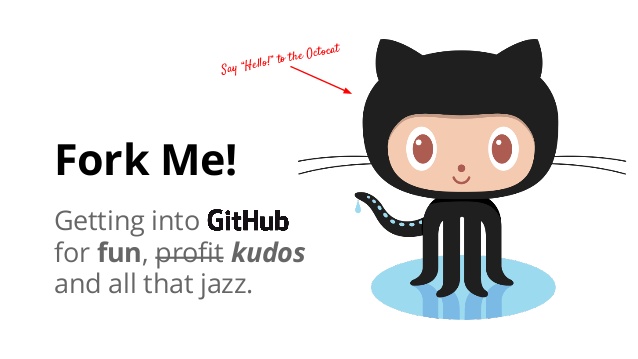 Say "Hello!" to the Octocat
Fork Me!
Getting into GitHub
for fun, profit kudos
and all that jazz.